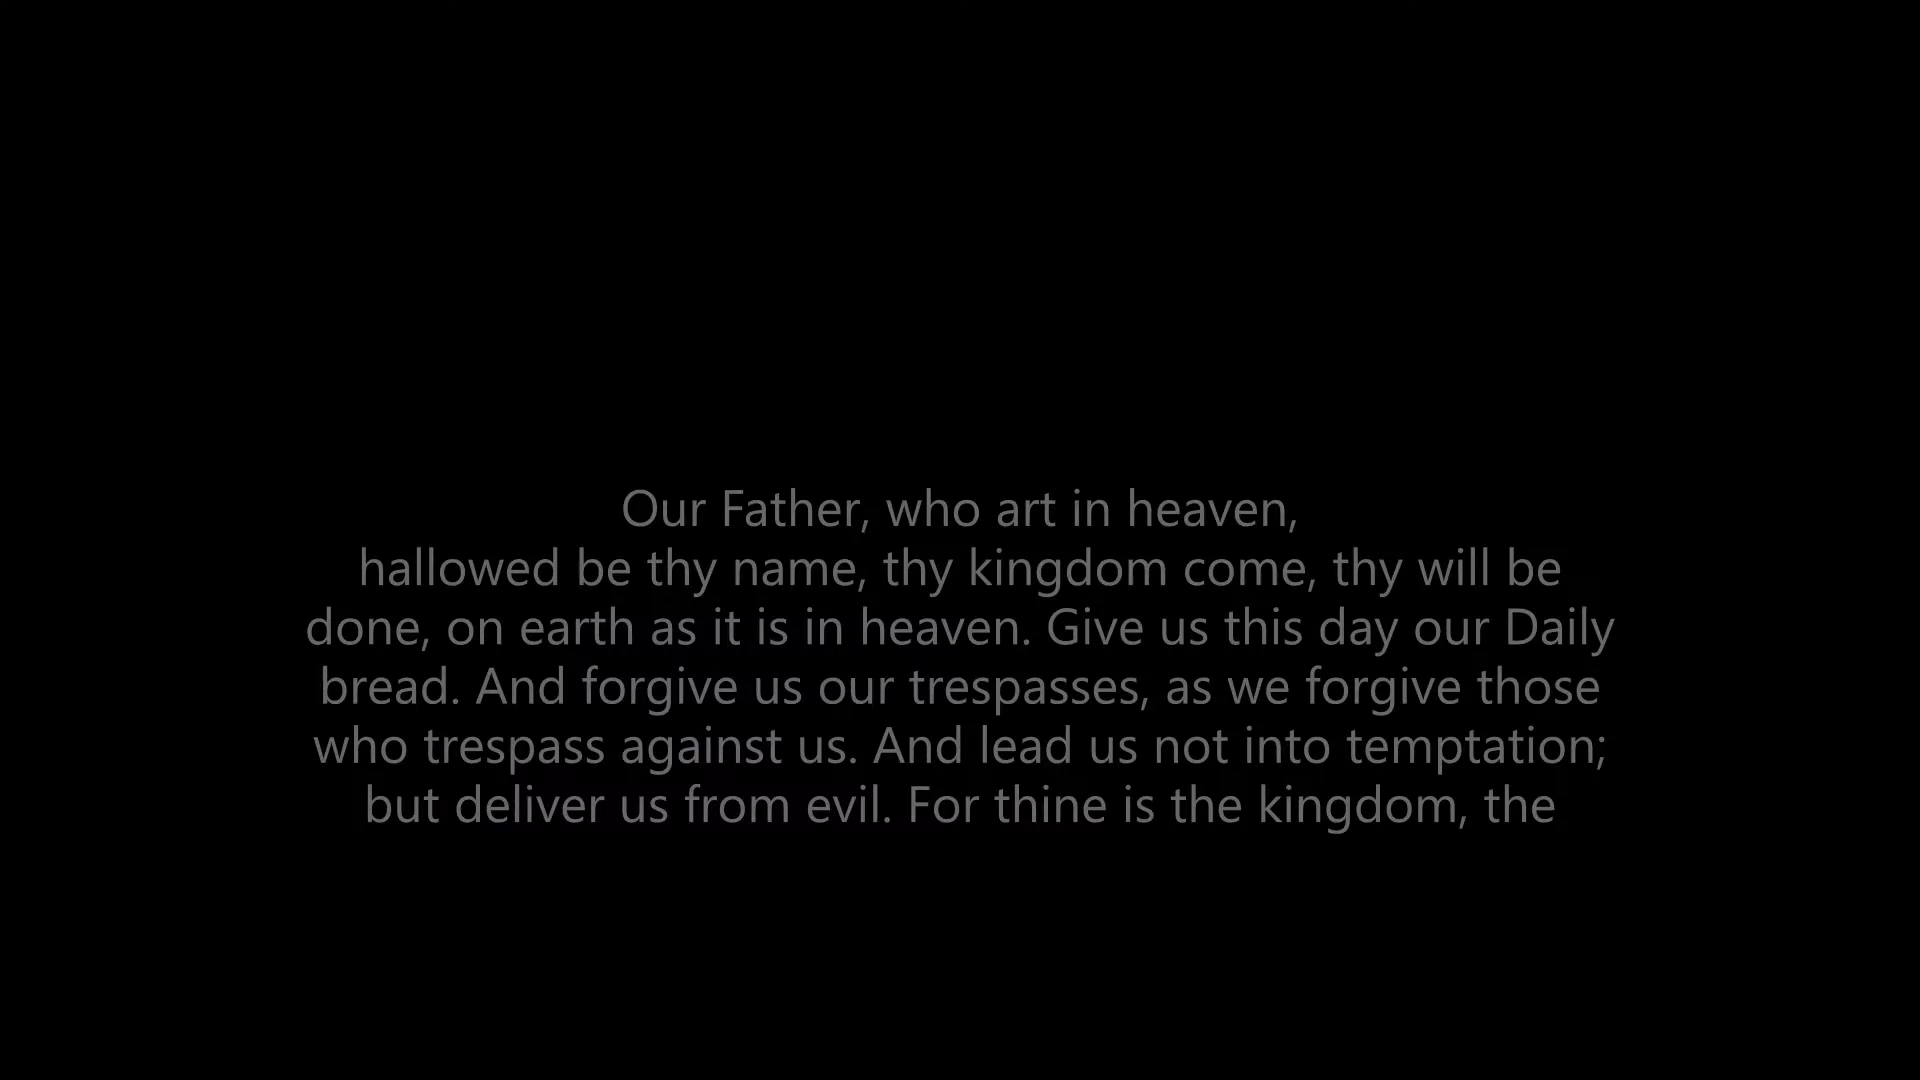 Our Father, who art in heaven,
hallowed be thy name, thy kingdom come, thy will be
done, on earth as it is in heaven. Give us this day our Daily
bread. And forgive us our trespasses, as we forgive those
who trespass against us. And lead us not into temptation;
but deliver us from evil. For thine is the kingdom, the